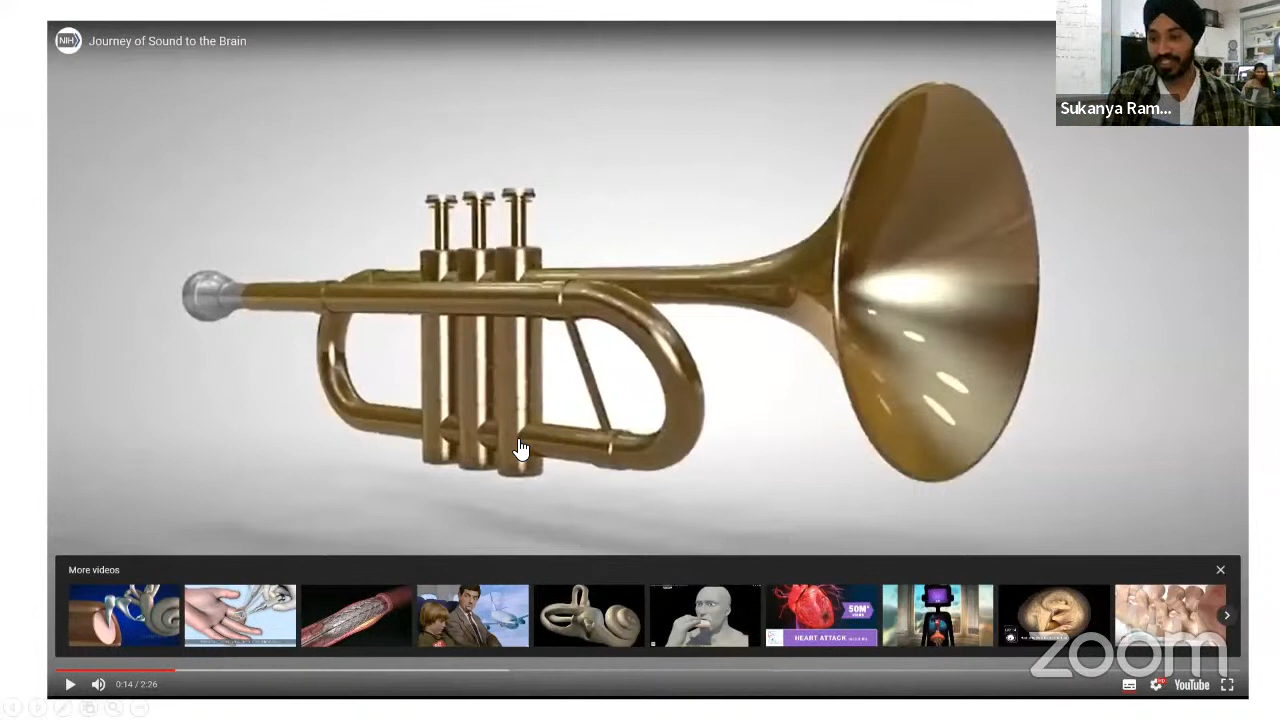 NIH
Journey of Sound to the Brain
Sukanya Ram...
More videos
50M+
HEART ATTACK
zoom
0:14 / 2:26
HD
YouTube